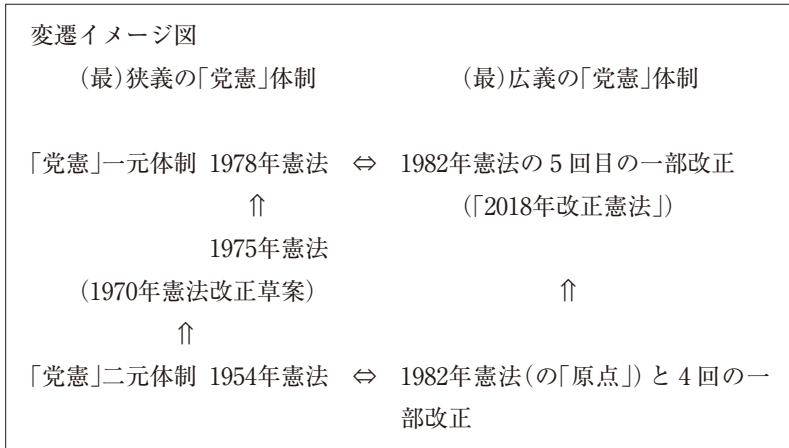 変遷イメージ図
(最)狭義の「党憲」体制 (最)広義の「党憲」体制
「党憲」一元体制 1978年憲法 ⇔ 1982年憲法の5回目の一部改正
⇑ (「2018年改正憲法」)
1975年憲法
(1970年憲法改正草案) ⇑
⇑
「党憲」二元体制 1954年憲法 ⇔ 1982年憲法(の「原点」)と4回の一
部改正